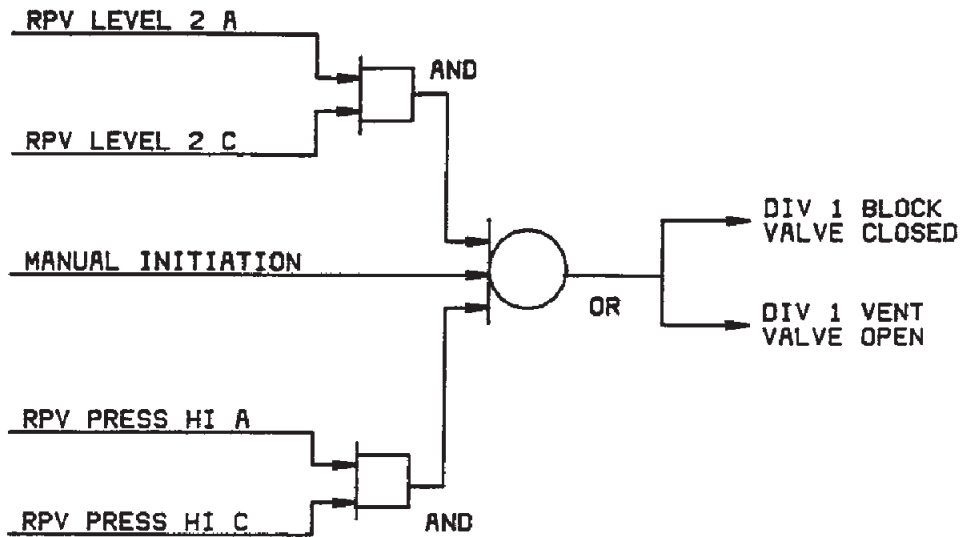 RPV LEVEL 2 A
AND
RPV LEVEL 2 C
DIV 1 BLOCK
VALVE CLOSED
MANUAL INITIATION
OR
DIV 1 VENT
VALVE OPEN
RPV PRESS HI A
RPV PRESS HI C
AND